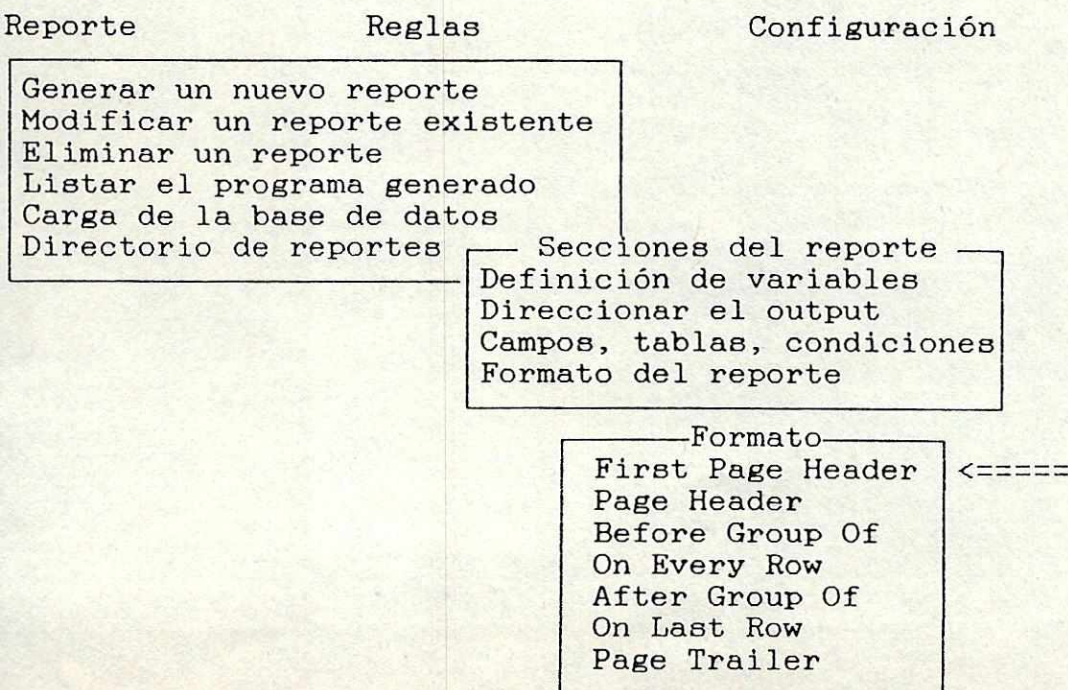 Reporte Reglas Configuración
Generar un nuevo reporte
Modificar un reporte existente
Eliminar un reporte
Listar el programa generado
Carga de la base de datos
Directorio de reportes
Secciones del reporte
Definición de variables
Direccionar el output
Campos, tablas, condiciones
Formato del reporte
Formato
First Page Header <=====
Page Header
Before Group Of
On Every Row
After Group Of
On Last Row
Page Trailer